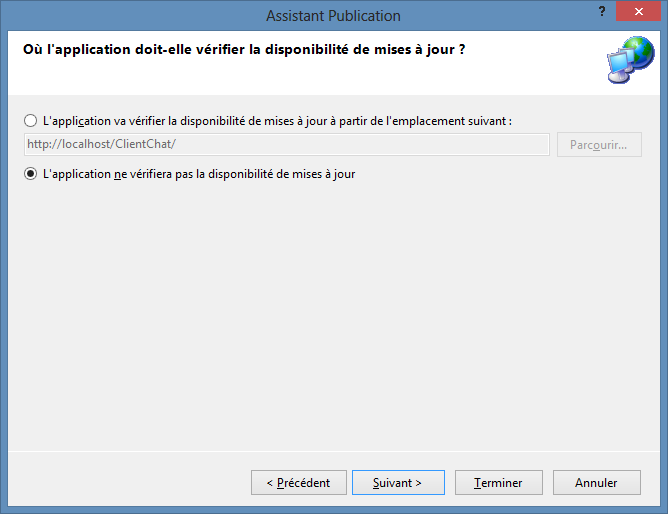 Assistant Publication
?
Où l'application doit-elle vérifier la disponibilité de mises à jour ?
L'application va vérifier la disponibilité de mises à jour à partir de l'emplacement suivant :
http://localhost/ClientChat/
Parcourir...
L'application ne vérifiera pas la disponibilité de mises à jour
< Précédent
Suivant >
Terminer
Annuler